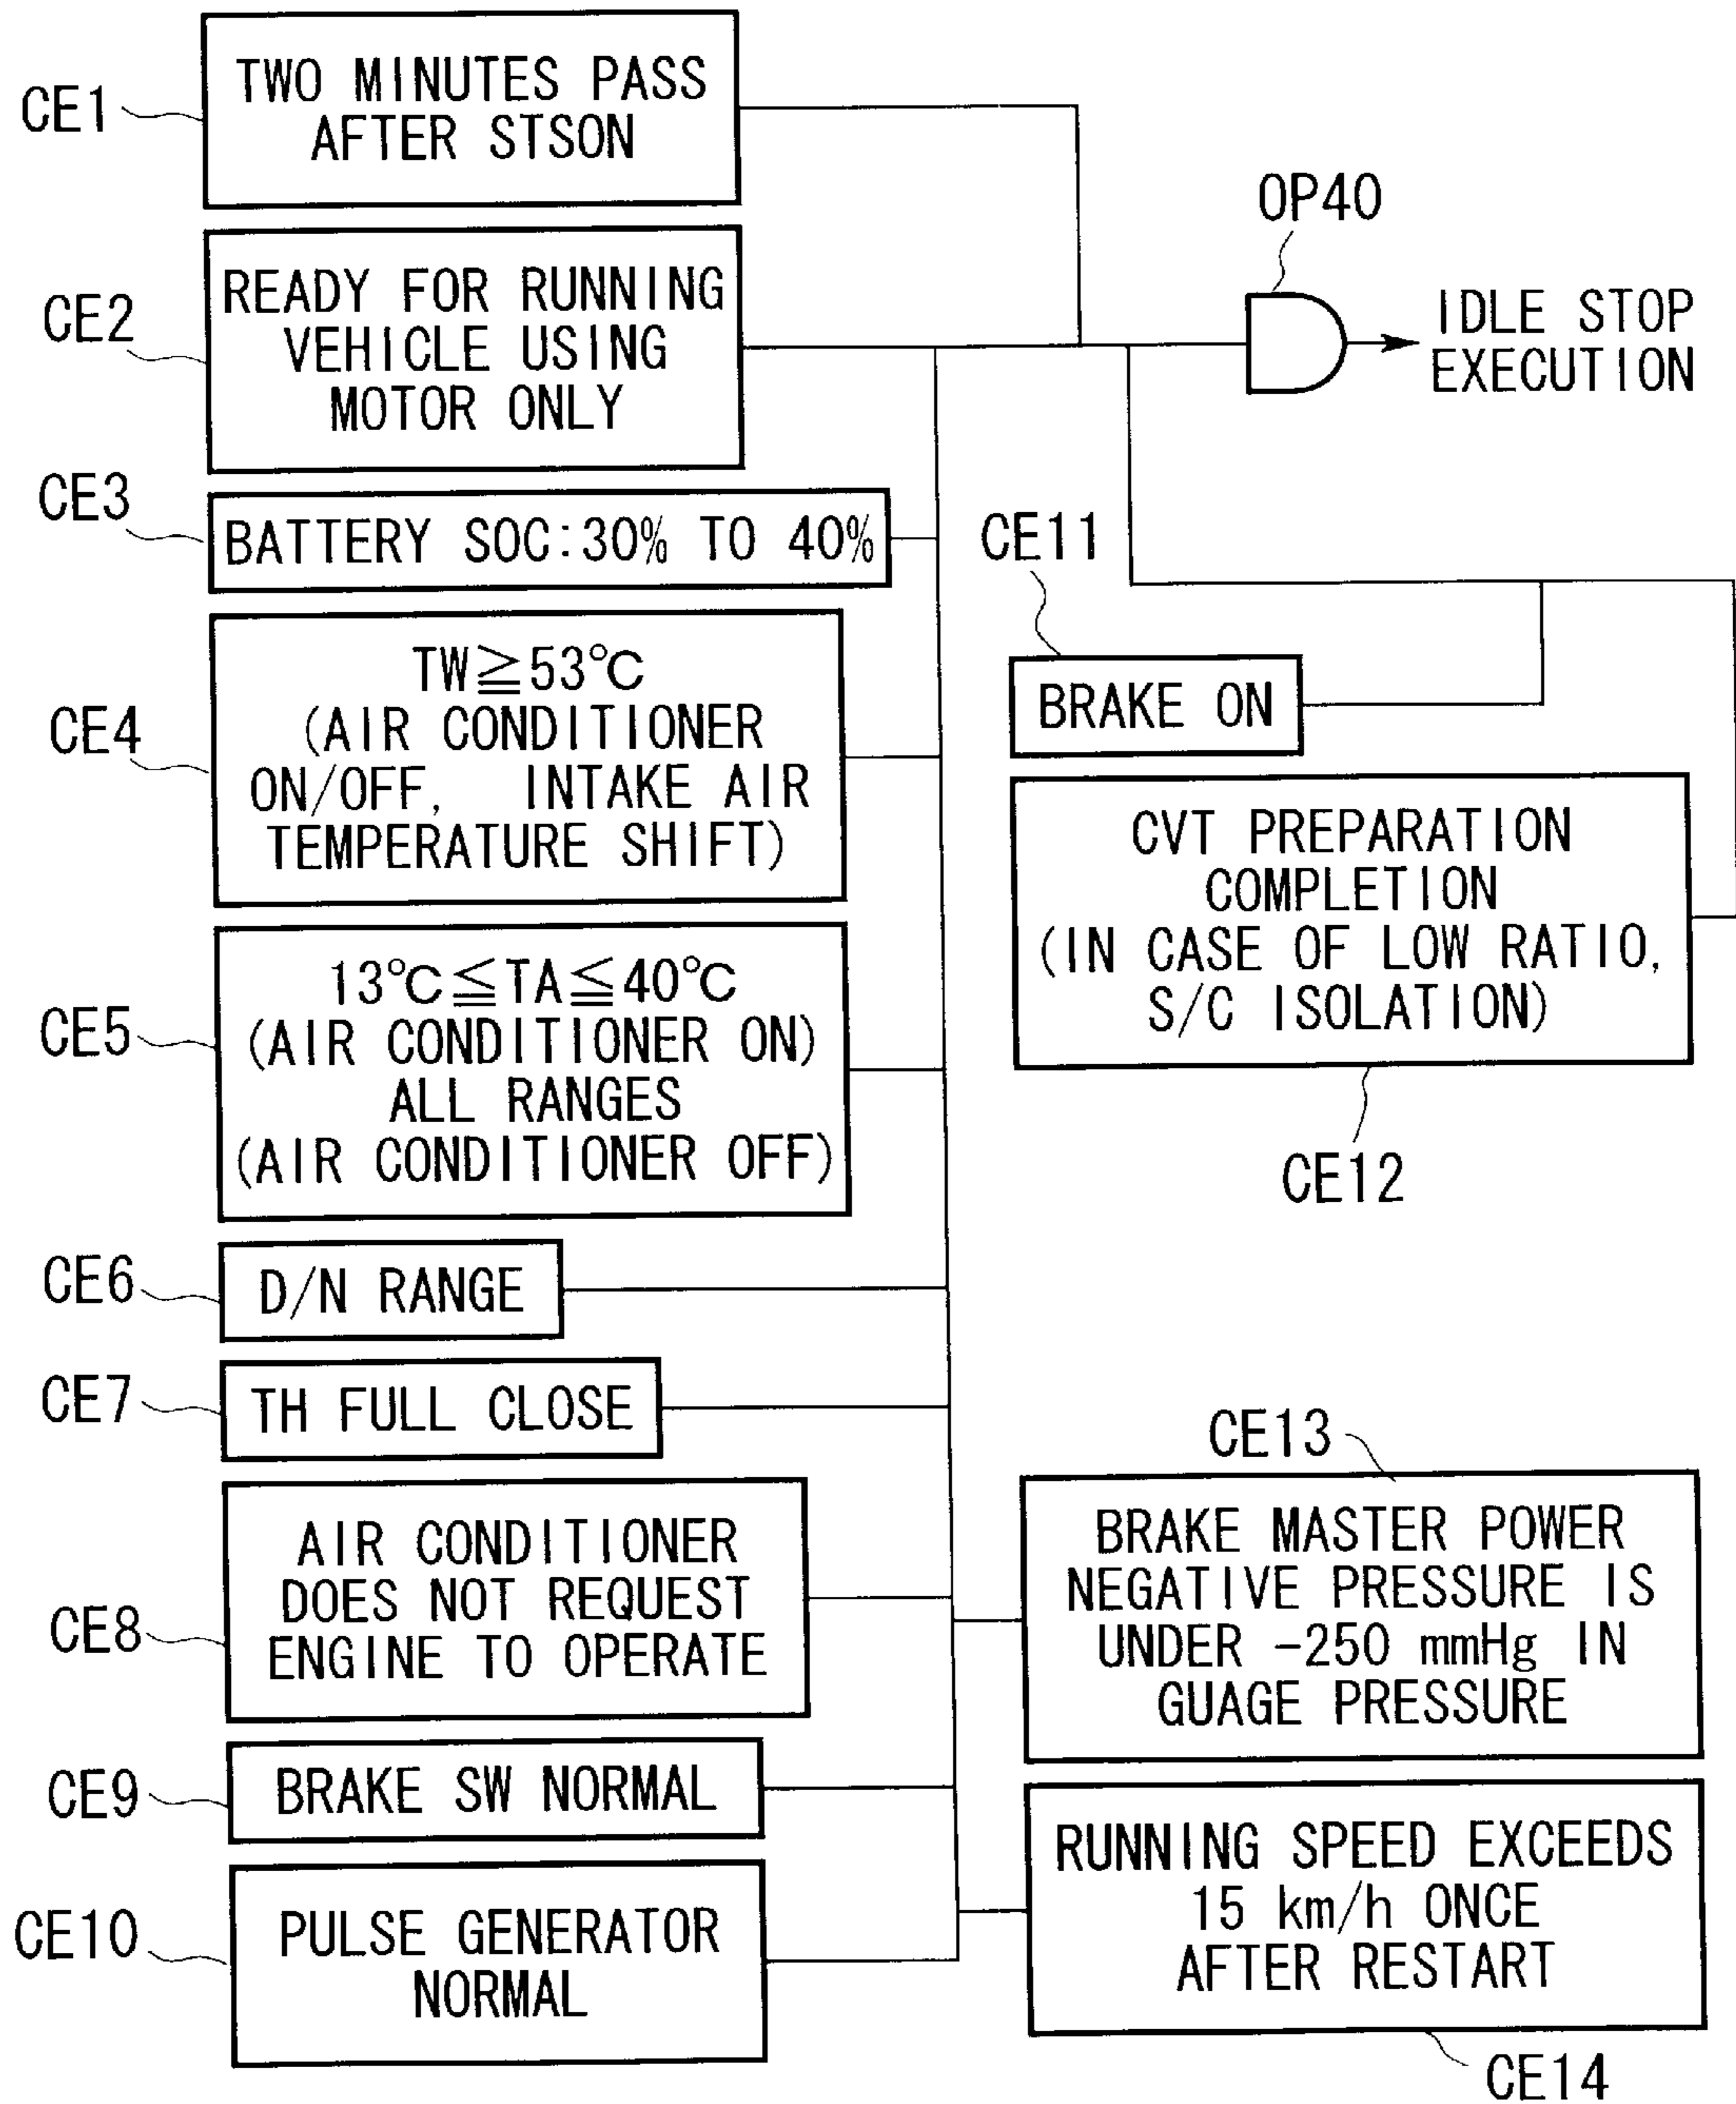 CE1
TWO MINUTES PASS
AFTER STSON
CE2
READY FOR RUNNING
VEHICLE USING
MOTOR ONLY
OP40
IDLE STOP
EXECUTION
CE3
BATTERY SOC:30% TO 40%
CE4
TW≧53℃
(AIR CONDITIONER
ON/OFF, INTAKE AIR
TEMPERATURE SHIFT)
CE5
13℃≦TA≦40℃
(AIR CONDITIONER ON)
ALL RANGES
(AIR CONDITIONER OFF)
CE6
D/N RANGE
CE7
TH FULL CLOSE
CE8
AIR CONDITIONER
DOES NOT REQUEST
ENGINE TO OPERATE
CE9
BRAKE SW NORMAL
CE10
PULSE GENERATOR
NORMAL
CE11
BRAKE ON
CVT PREPARATION
COMPLETION
(IN CASE OF LOW RATIO,
S/C ISOLATION)
CE12
CE13
BRAKE MASTER POWER
NEGATIVE PRESSURE IS
UNDER -250 mmHg IN
GUAGE PRESSURE
RUNNING SPEED EXCEEDS
15 km/h ONCE
AFTER RESTART
CE14